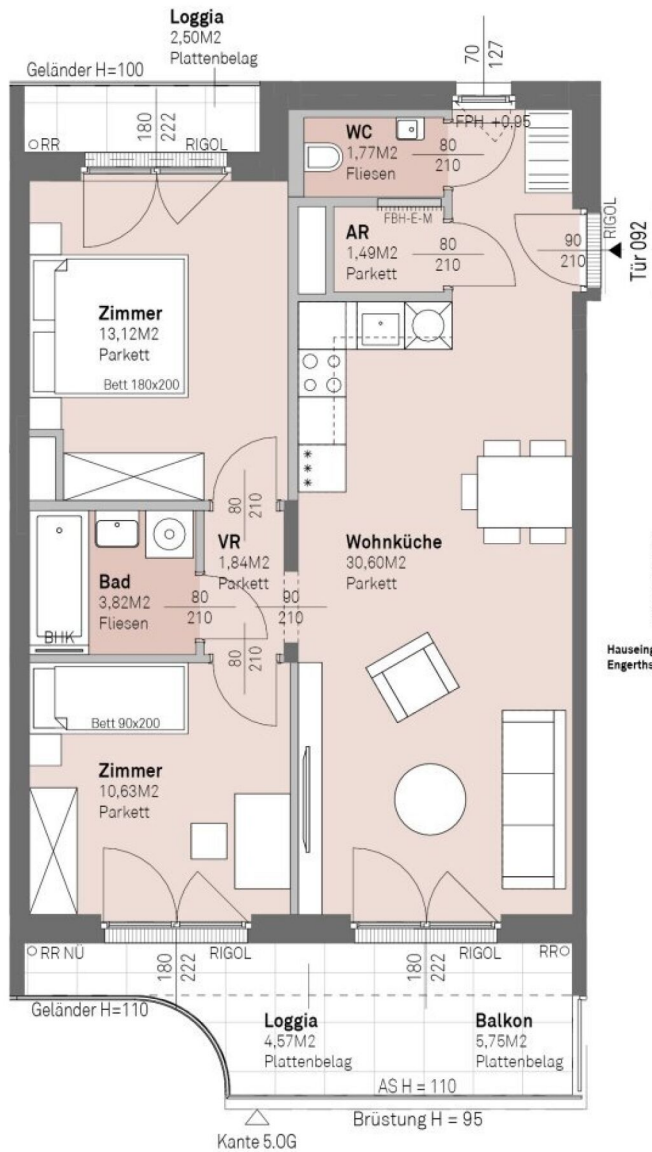 Loggia
2,50M2
Plattenbelag
Geländer H=100
70
127
RR
180
222
RIGOL
FPH +0,95
WC
1,77M2
Fliesen
80
210
FBH-E-M
AR
1,49M2
Parkett
80
210
90
210
RIGOL
Tür 092
Zimmer
13,12M2
Parkett
Bett 180x200
80
210
VR
1,84M2
Parkett
Wohnküche
30,60M2
Parkett
Bad
3,82M2
Fliesen
80
210
90
210
BHK
80
210
Hauseing
Engerths
Bett 90x200
Zimmer
10,63M2
Parkett
RR NÜ
180
222
RIGOL
180
222
RIGOL
RR
Geländer H=110
Loggia
4,57M2
Plattenbelag
Balkon
5,75M2
Plattenbelag
AS H = 110
Brüstung H = 95
Kante 5.OG